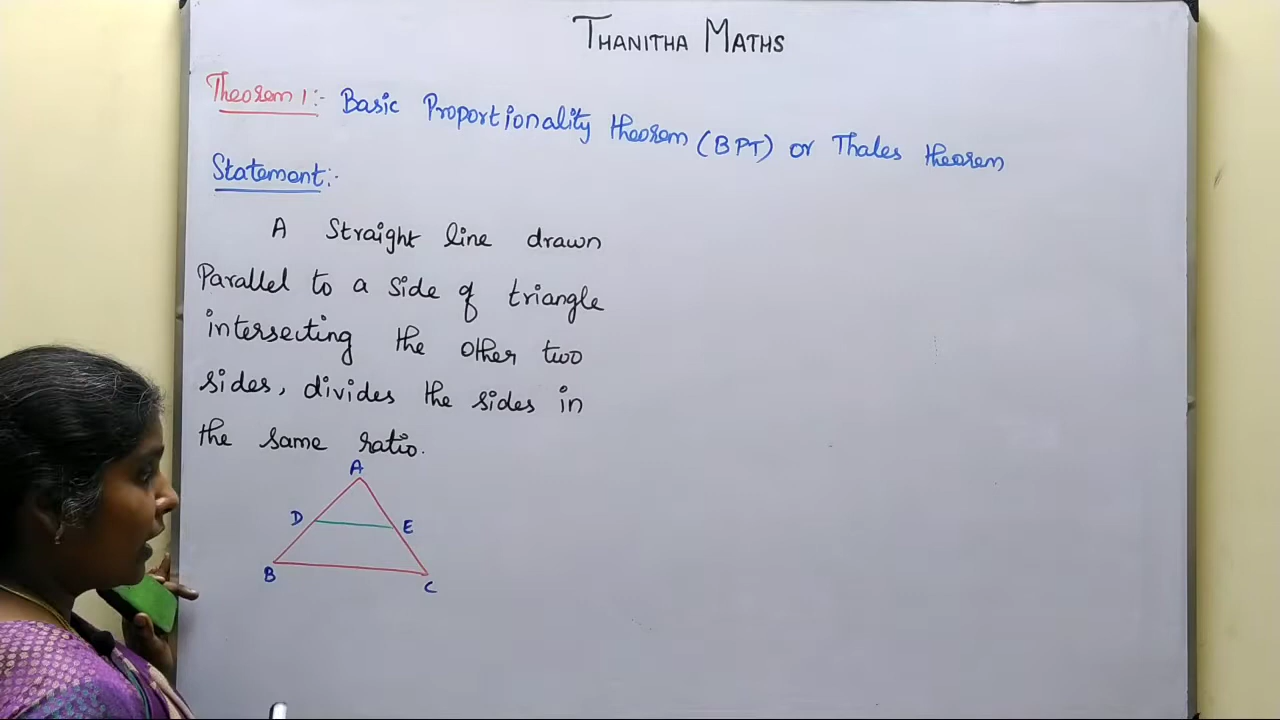 THANITHA MATHS
Theorem 1:- Basic Proportionality theorem (BPT) or Thales theorem
Statement:-
A straight line drawn
Parallel to a side of triangle
intersecting the other two
sides, divides the sides in
the same ratio.
A
D E
B C